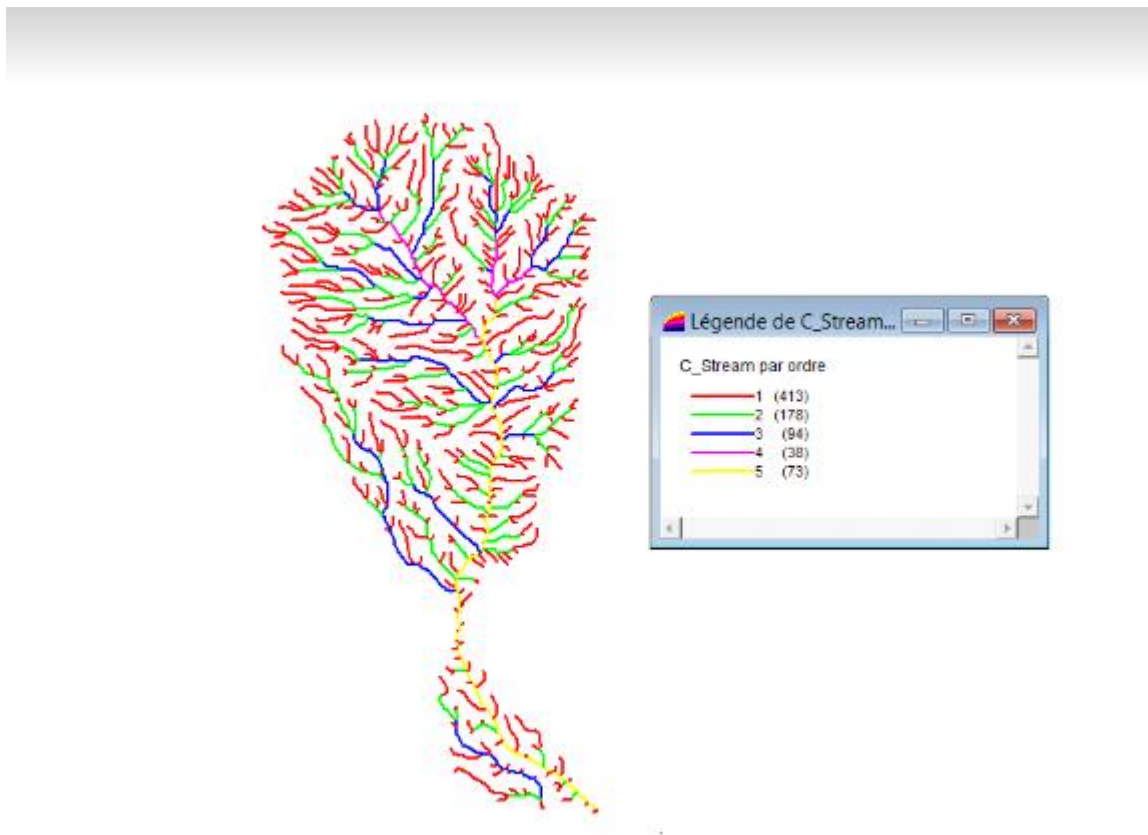 Légende de C_Stream...
C_Stream par ordre
1 (413)
2 (178)
3 (94)
4 (38)
5 (73)